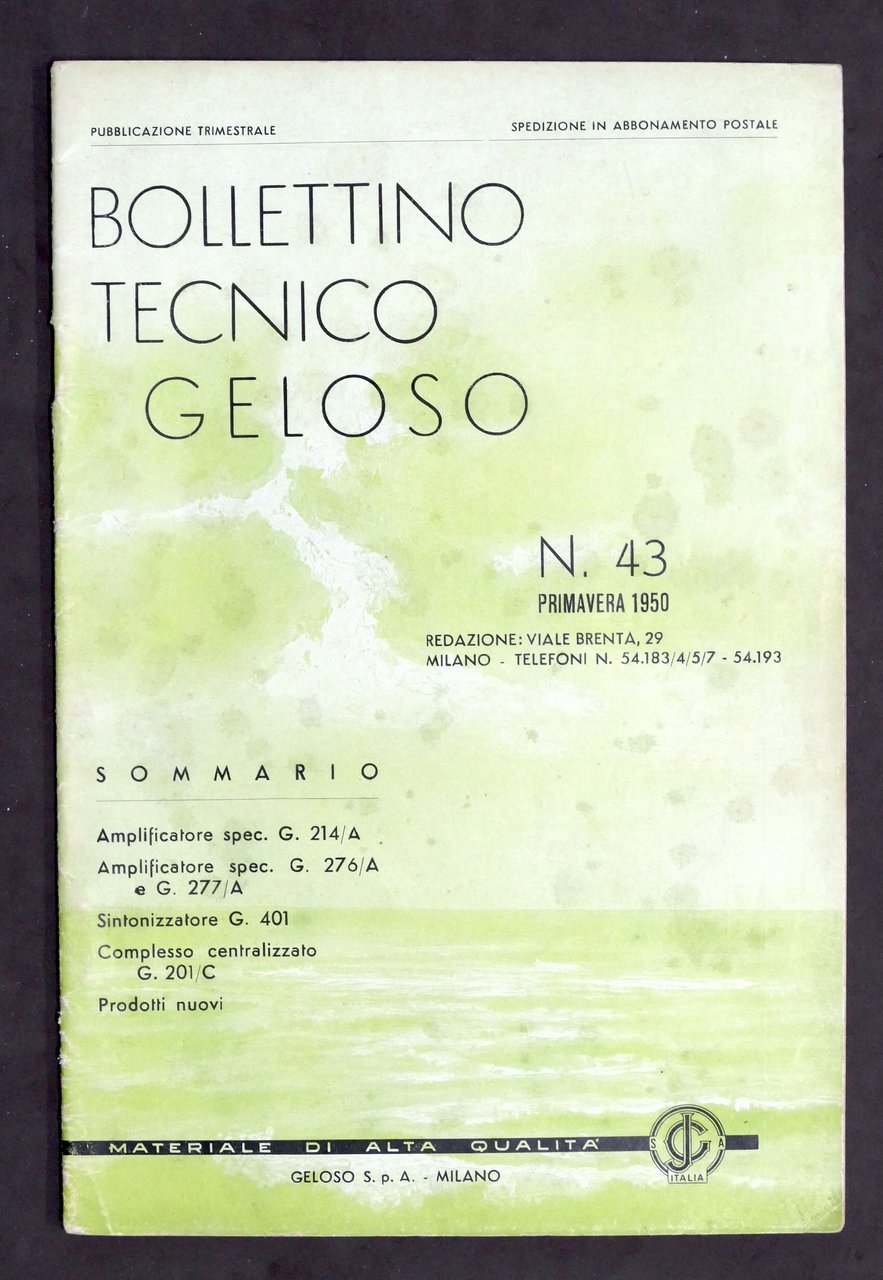 PUBBLICAZIONE TRIMESTRALE
SPEDIZIONE IN ABBONAMENTO POSTALE
BOLLETTINO
TECNICO
GELOSO
N. 43
PRIMAVERA 1950
REDAZIONE: VIALE BRENTA, 29
MILANO - TELEFONI N. 54.183/4/5/7 - 54.193
SOMMARIO
Amplificatore spec. G. 214/A
Amplificatore spec. G. 276/A
e G. 277/A
Sintonizzatore G. 401
Complesso centralizzato
G. 201/C
Prodotti nuovi
MATERIALE DI ALTA QUALITA'
S JG A
ITALIA
GELOSO S. p. A. - MILANO